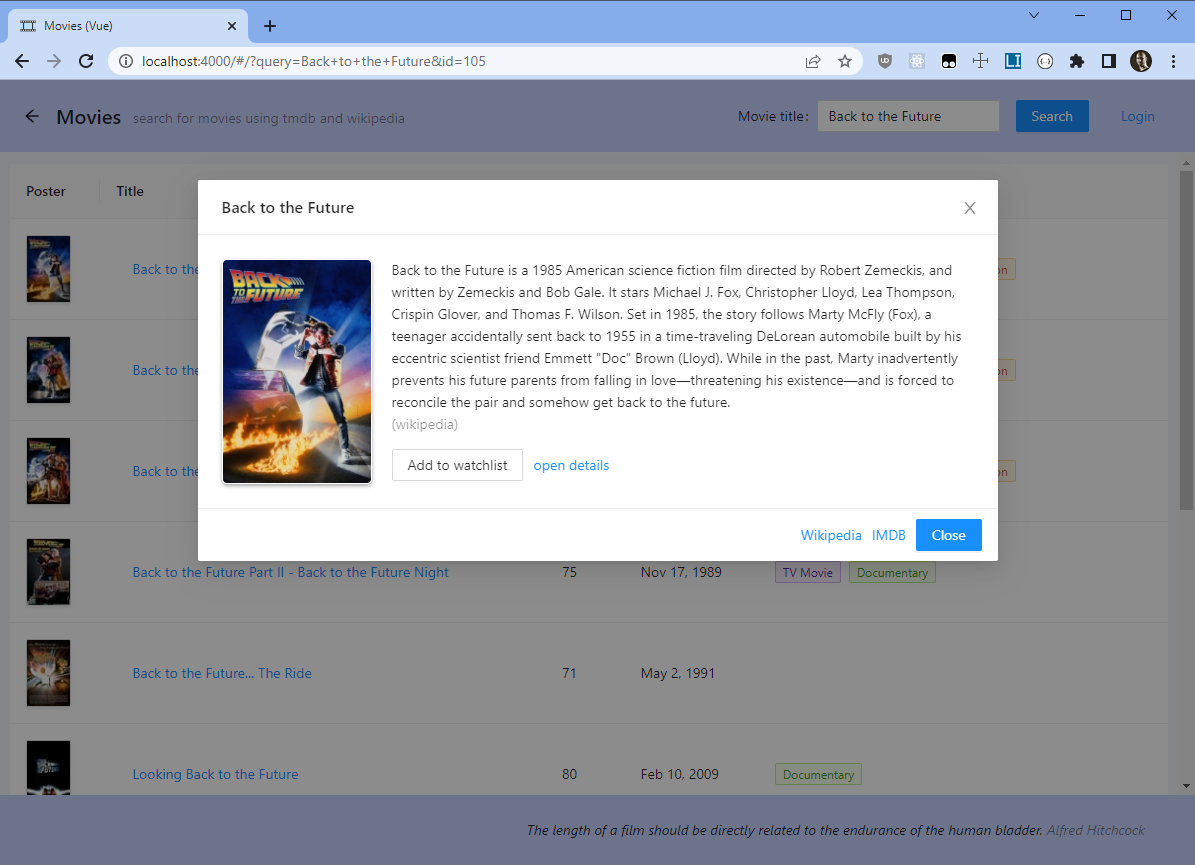 Movies (Vue)
localhost:4000/#/?query=Back+to+the+Future&id=105
Movies search for movies using tmdb and wikipedia Movie title: Back to the Future Search Login
Poster Title
Back to the Future
BACK TO THE FUTURE
Back to the Future is a 1985 American science fiction film directed by Robert Zemeckis, and
written by Zemeckis and Bob Gale. It stars Michael J. Fox, Christopher Lloyd, Lea Thompson,
Crispin Glover, and Thomas F. Wilson. Set in 1985, the story follows Marty McFly (Fox), a
teenager accidentally sent back to 1955 in a time-traveling DeLorean automobile built by his
eccentric scientist friend Emmett "Doc" Brown (Lloyd). While in the past, Marty inadvertently
prevents his future parents from falling in love—threatening his existence—and is forced to
reconcile the pair and somehow get back to the future.
(wikipedia)
Add to watchlist open details
Wikipedia IMDB Close
Back to the
on
Back to the
on
Back to the
on
Back to the Future Part II - Back to the Future Night 75 Nov 17, 1989 TV Movie Documentary
Back to the Future... The Ride 71 May 2, 1991
Looking Back to the Future 80 Feb 10, 2009 Documentary
The length of a film should be directly related to the endurance of the human bladder. Alfred Hitchcock